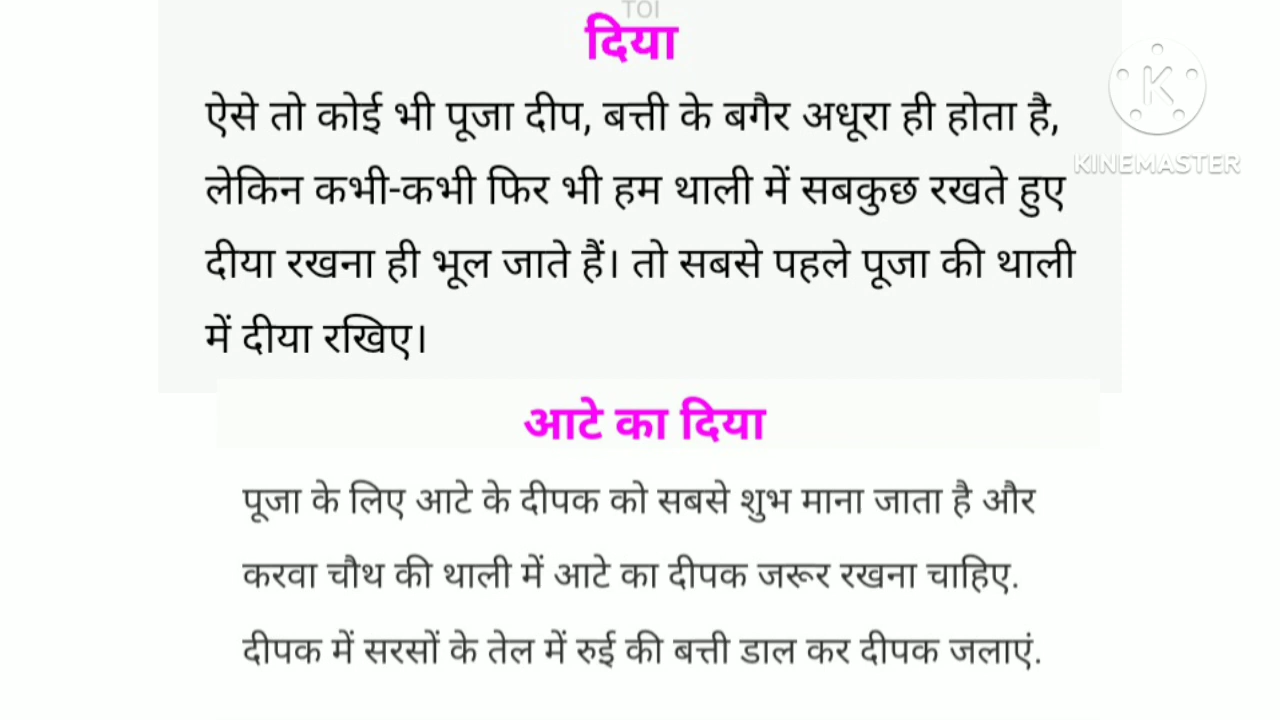 TOI
दिया
ऐसे तो कोई भी पूजा दीप, बत्ती के बगैर अधूरा ही होता है,
लेकिन कभी-कभी फिर भी हम थाली में सबकुछ रखते हुए
दीया रखना ही भूल जाते हैं। तो सबसे पहले पूजा की थाली
में दीया रखिए।
K
KINEMASTER
आटे का दिया
पूजा के लिए आटे के दीपक को सबसे शुभ माना जाता है और
करवा चौथ की थाली में आटे का दीपक जरूर रखना चाहिए.
दीपक में सरसों के तेल में रुई की बत्ती डाल कर दीपक जलाएं.